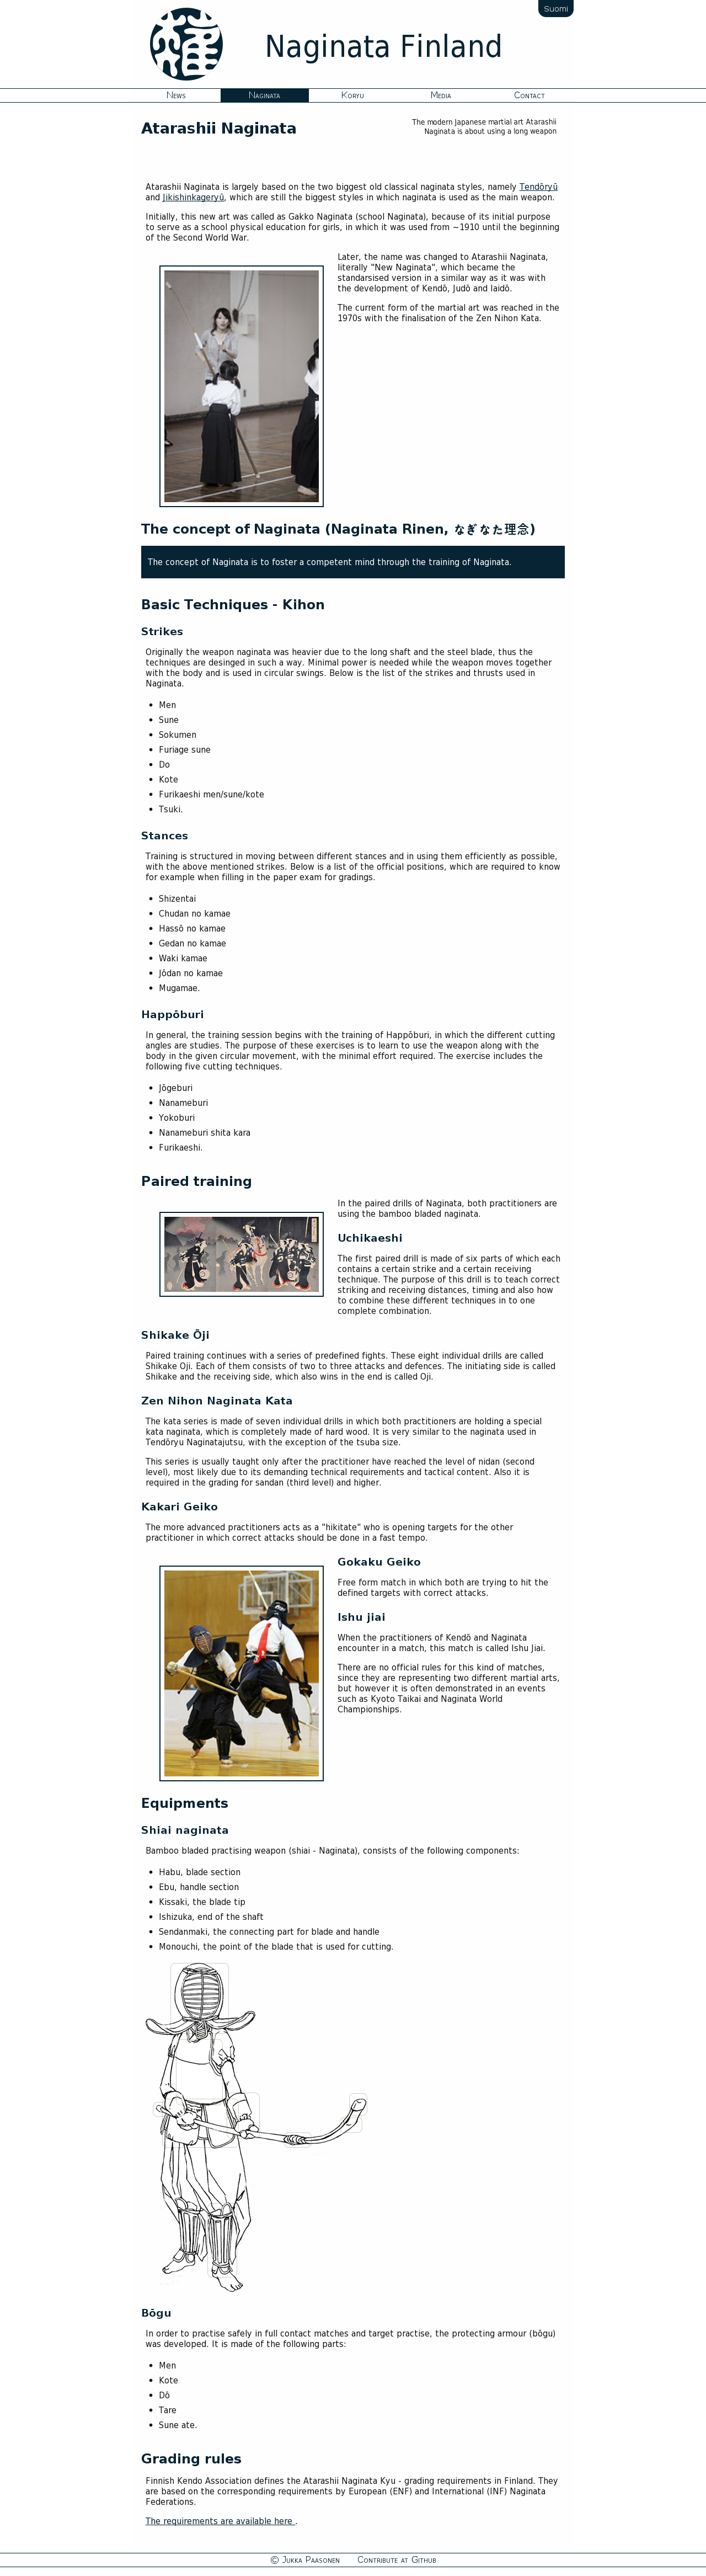 Suomi
Naginata Finland
News Naginata Koryu Media Contact
Atarashii Naginata
The modern Japanese martial art Atarashii
Naginata is about using a long weapon
Atarashii Naginata is largely based on the two biggest old classical naginata styles, namely Tendōryū
and Jikishinkageryū, which are still the biggest styles in which naginata is used as the main weapon.
Initially, this new art was called as Gakko Naginata (school Naginata), because of its initial purpose
to serve as a school physical education for girls, in which it was used from ~1910 until the beginning
of the Second World War.
Later, the name was changed to Atarashii Naginata,
literally "New Naginata", which became the
standarsised version in a similar way as it was with
the development of Kendō, Judō and Iaidō.
The current form of the martial art was reached in the
1970s with the finalisation of the Zen Nihon Kata.
The concept of Naginata (Naginata Rinen, なぎなた理念)
The concept of Naginata is to foster a competent mind through the training of Naginata.
Basic Techniques - Kihon
Strikes
Originally the weapon naginata was heavier due to the long shaft and the steel blade, thus the
techniques are desinged in such a way. Minimal power is needed while the weapon moves together
with the body and is used in circular swings. Below is the list of the strikes and thrusts used in
Naginata.
Men
Sune
Sokumen
Furiage sune
Do
Kote
Furikaeshi men/sune/kote
Tsuki.
Stances
Training is structured in moving between different stances and in using them efficiently as possible,
with the above mentioned strikes. Below is a list of the official positions, which are required to know
for example when filling in the paper exam for gradings.
Shizentai
Chudan no kamae
Hassō no kamae
Gedan no kamae
Waki kamae
Jōdan no kamae
Mugamae.
Happōburi
In general, the training session begins with the training of Happōburi, in which the different cutting
angles are studies. The purpose of these exercises is to learn to use the weapon along with the
body in the given circular movement, with the minimal effort required. The exercise includes the
following five cutting techniques.
Jōgeburi
Nanameburi
Yokoburi
Nanameburi shita kara
Furikaeshi.
Paired training
In the paired drills of Naginata, both practitioners are
using the bamboo bladed naginata.
Uchikaeshi
The first paired drill is made of six parts of which each
contains a certain strike and a certain receiving
technique. The purpose of this drill is to teach correct
striking and receiving distances, timing and also how
to combine these different techniques in to one
complete combination.
Shikake Ōji
Paired training continues with a series of predefined fights. These eight individual drills are called
Shikake Oji. Each of them consists of two to three attacks and defences. The initiating side is called
Shikake and the receiving side, which also wins in the end is called Oji.
Zen Nihon Naginata Kata
The kata series is made of seven individual drills in which both practitioners are holding a special
kata naginata, which is completely made of hard wood. It is very similar to the naginata used in
Tendōryu Naginatajutsu, with the exception of the tsuba size.
This series is usually taught only after the practitioner have reached the level of nidan (second
level), most likely due to its demanding technical requirements and tactical content. Also it is
required in the grading for sandan (third level) and higher.
Kakari Geiko
The more advanced practitioners acts as a "hikitate" who is opening targets for the other
practitioner in which correct attacks should be done in a fast tempo.
Gokaku Geiko
Free form match in which both are trying to hit the
defined targets with correct attacks.
Ishu jiai
When the practitioners of Kendō and Naginata
encounter in a match, this match is called Ishu Jiai.
There are no official rules for this kind of matches,
since they are representing two different martial arts,
but however it is often demonstrated in an events
such as Kyoto Taikai and Naginata World
Championships.
Equipments
Shiai naginata
Bamboo bladed practising weapon (shiai - Naginata), consists of the following components:
Habu, blade section
Ebu, handle section
Kissaki, the blade tip
Ishizuka, end of the shaft
Sendanmaki, the connecting part for blade and handle
Monouchi, the point of the blade that is used for cutting.
Bōgu
In order to practise safely in full contact matches and target practise, the protecting armour (bōgu)
was developed. It is made of the following parts:
Men
Kote
Dō
Tare
Sune ate.
Grading rules
Finnish Kendo Association defines the Atarashii Naginata Kyu - grading requirements in Finland. They
are based on the corresponding requirements by European (ENF) and International (INF) Naginata
Federations.
The requirements are available here .
© Jukka Paasonen Contribute at Github